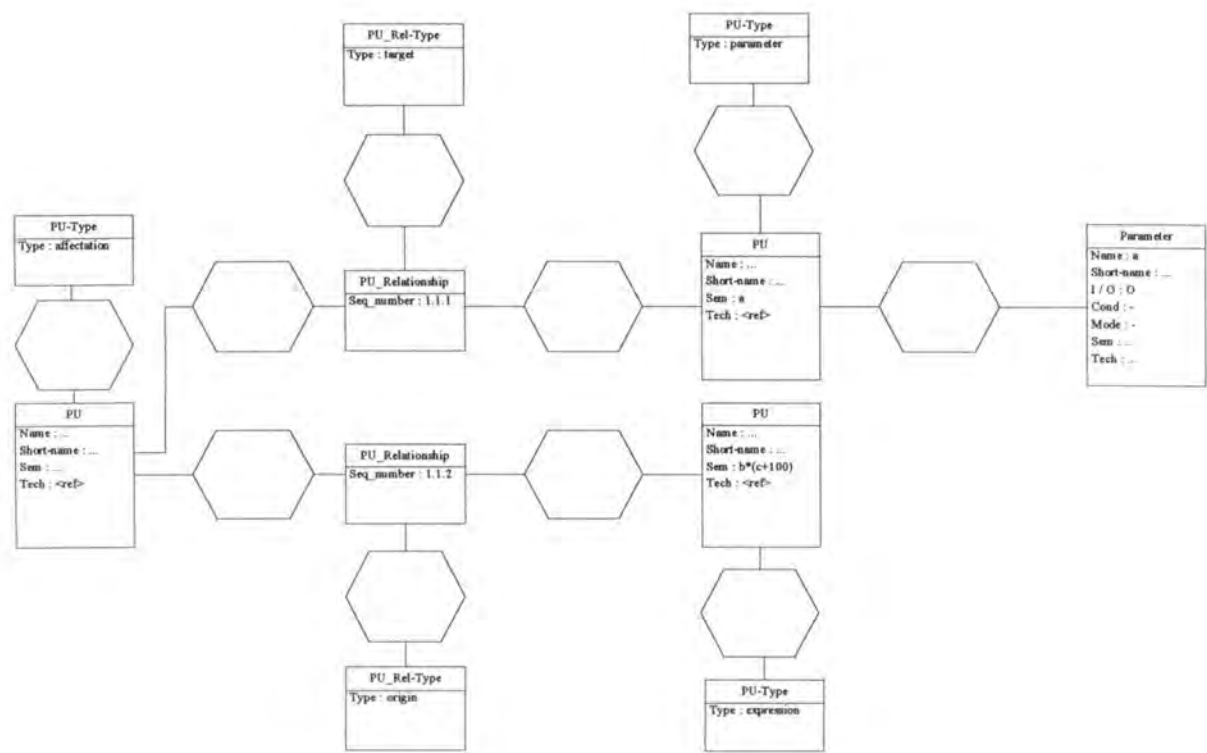 PU_Rel-Type
Type : target
PU-Type
Type : parameter
PU-Type
Type : affectation
PU_Relationship
Seq_number : 1.1.1
PU
Name : ...
Short-name : ...
Sem : a
Tech : <ref>
Parameter
Name : a
Short-name : ...
I / O : O
Cond : -
Mode : -
Sem : ...
Tech : ...
PU
Name : ...
Short-name : ...
Sem : ...
Tech : <ref>
PU_Relationship
Seq_number : 1.1.2
PU
Name : ...
Short-name : ...
Sem : b*(c+100)
Tech : <ref>
PU_Rel-Type
Type : origin
PU-Type
Type : expression